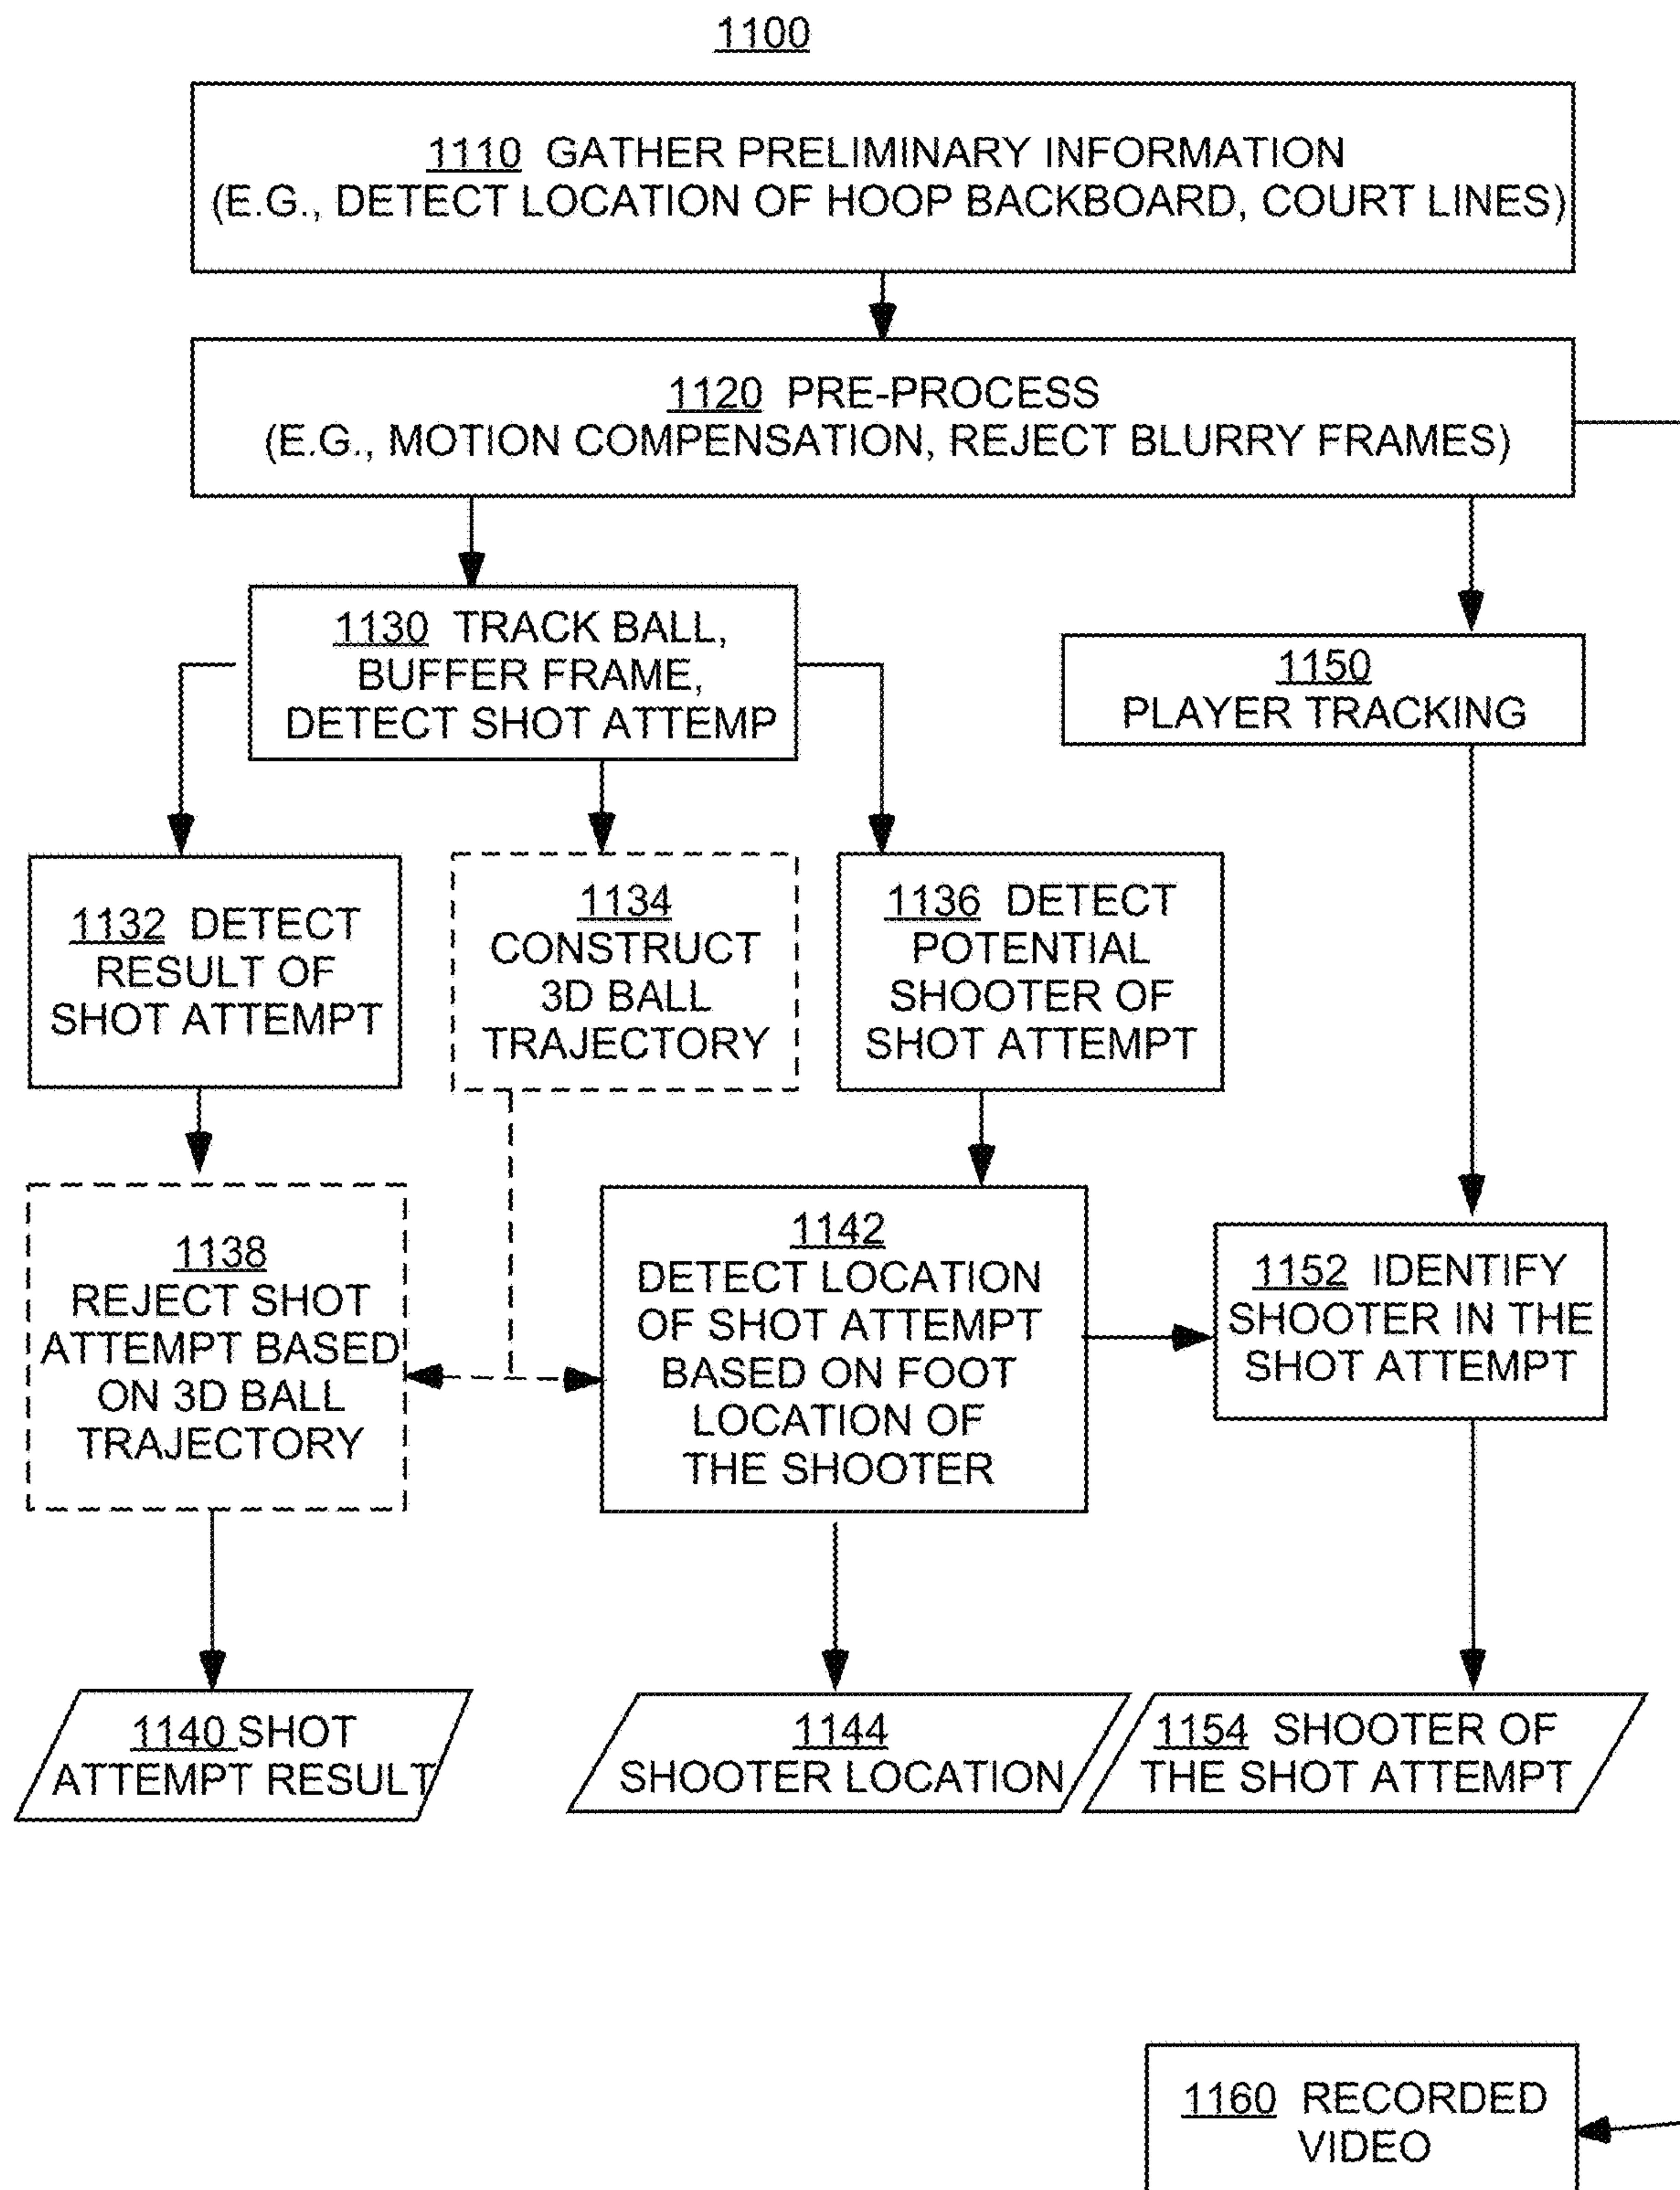 1100
1110 GATHER PRELIMINARY INFORMATION
(E.G., DETECT LOCATION OF HOOP BACKBOARD, COURT LINES)
1120 PRE-PROCESS
(E.G., MOTION COMPENSATION, REJECT BLURRY FRAMES)
1130 TRACK BALL,
BUFFER FRAME,
DETECT SHOT ATTEMP
1150
PLAYER TRACKING
1132 DETECT
RESULT OF
SHOT ATTEMPT
1134
CONSTRUCT
3D BALL
TRAJECTORY
1136 DETECT
POTENTIAL
SHOOTER OF
SHOT ATTEMPT
1138
REJECT SHOT
ATTEMPT BASED
ON 3D BALL
TRAJECTORY
1142
DETECT LOCATION
OF SHOT ATTEMPT
BASED ON FOOT
LOCATION OF
THE SHOOTER
1152 IDENTIFY
SHOOTER IN THE
SHOT ATTEMPT
1140 SHOT
ATTEMPT RESULT
1144
SHOOTER LOCATION
1154 SHOOTER OF
THE SHOT ATTEMPT
1160 RECORDED
VIDEO